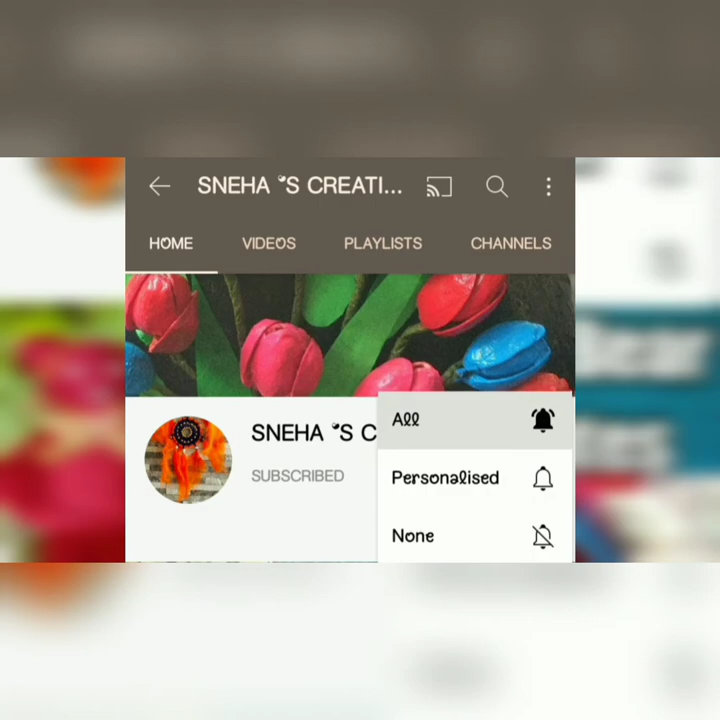 SNEHA ❜S CREATI...
HOME VIDEOS PLAYLISTS CHANNELS
SNEHA ❜S C
SUBSCRIBED
All
Personalised
None